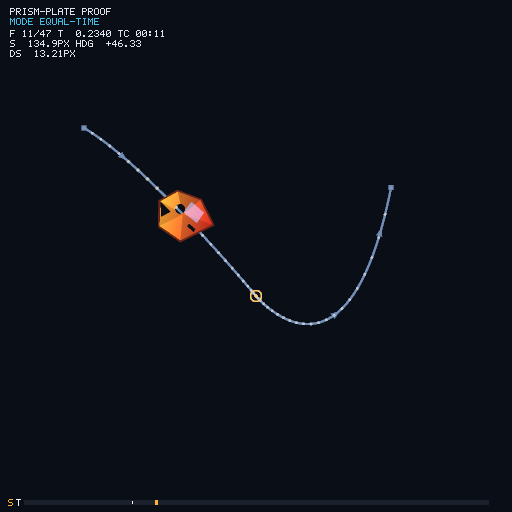 PRISM-PLATE PROOF
MODE EQUAL-TIME
F 11/47 T  0.2340 TC 00:11
S  134.9PX HDG  +46.33
DS  13.21PX
ST